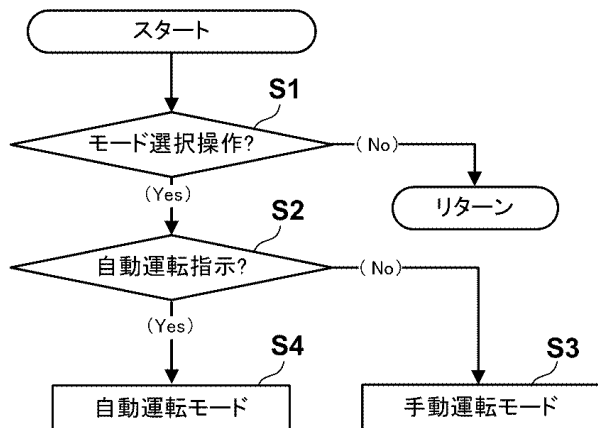 スタート
S1
モード選択操作?
(No)
(Yes)
リターン
S2
自動運転指示?
(No)
(Yes)
S4
S3
自動運転モード
手動運転モード